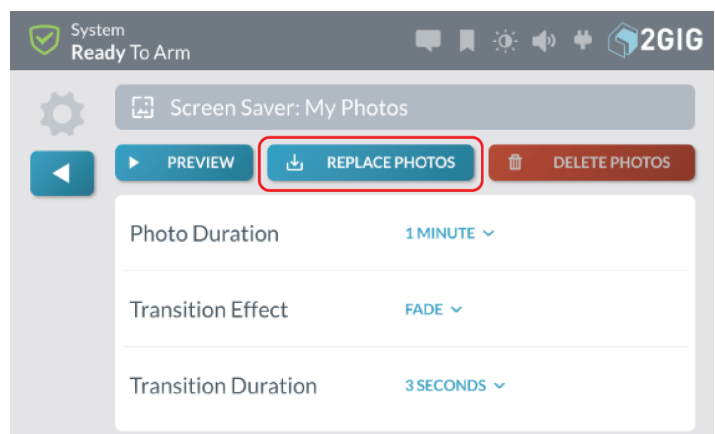 System
Ready To Arm
2GIG
Screen Saver: My Photos
PREVIEW
REPLACE PHOTOS
DELETE PHOTOS
Photo Duration
1 MINUTE
Transition Effect
FADE
Transition Duration
3 SECONDS